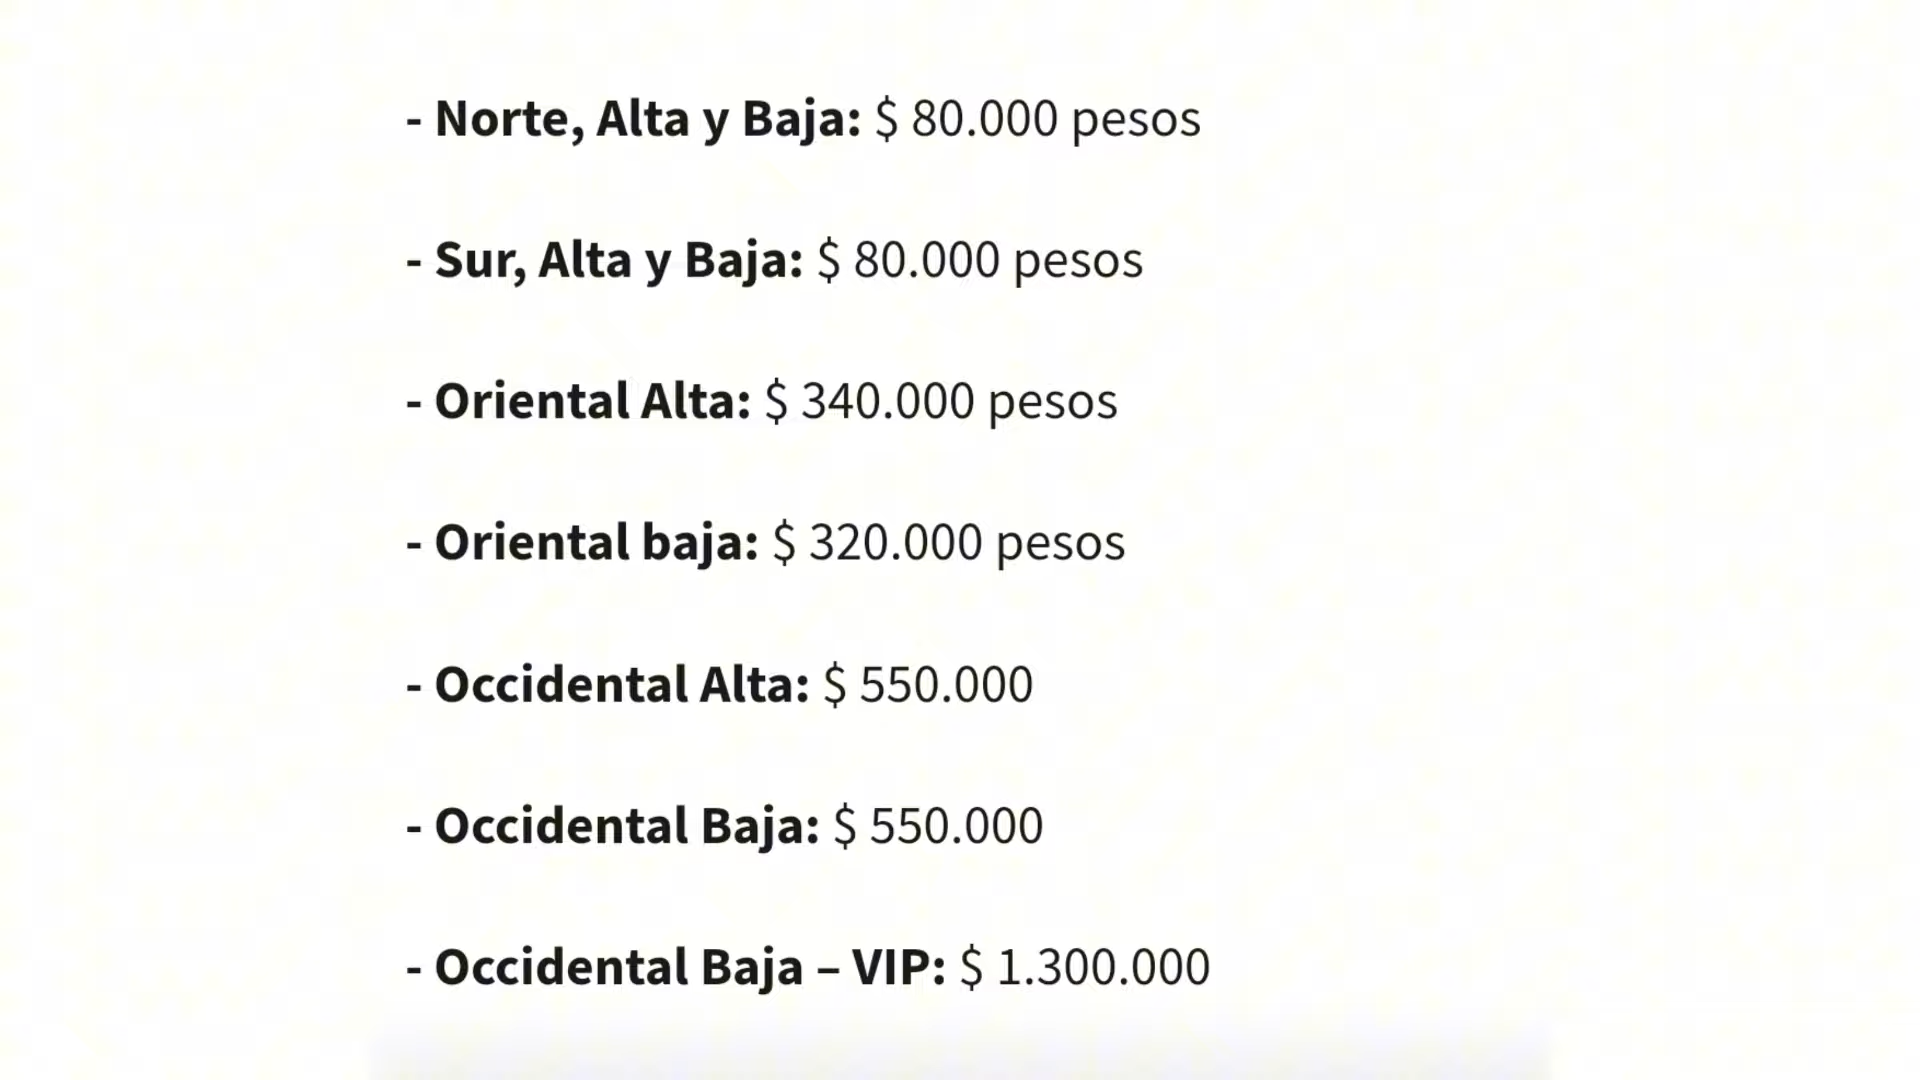 - Norte, Alta y Baja: $ 80.000 pesos
- Sur, Alta y Baja: $ 80.000 pesos
- Oriental Alta: $ 340.000 pesos
- Oriental baja: $ 320.000 pesos
- Occidental Alta: $ 550.000
- Occidental Baja: $ 550.000
- Occidental Baja – VIP: $ 1.300.000